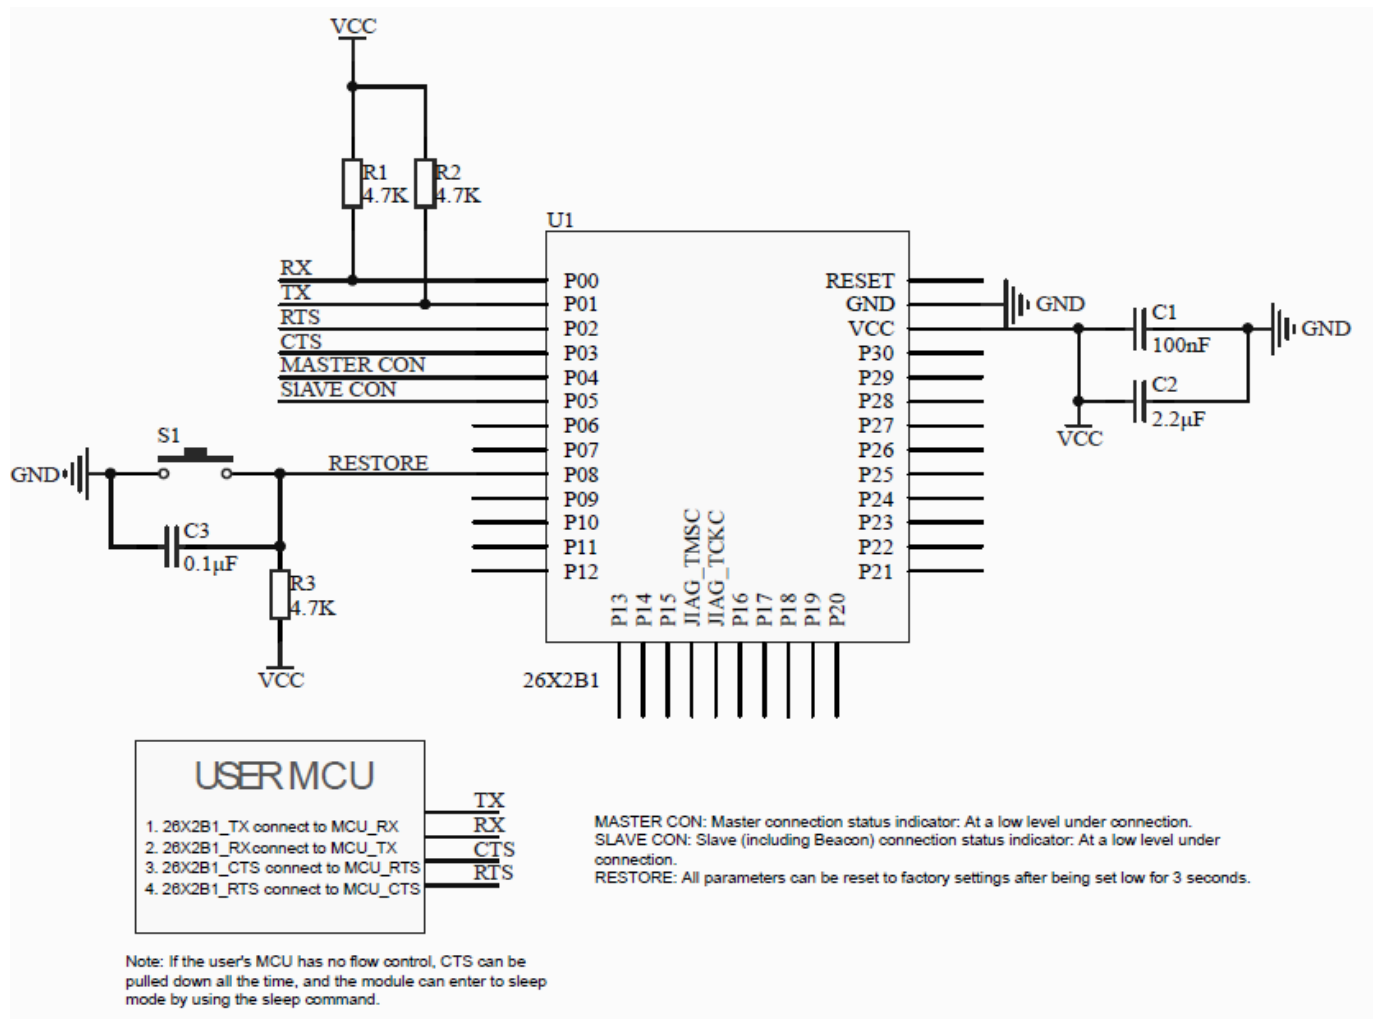 VCC
R1
4.7K
R2
4.7K
U1
RX
TX
RTS
CTS
MASTER CON
SlAVE CON
P00
P01
P02
P03
P04
P05
P06
P07
P08
P09
P10
P11
P12
RESET
GND
VCC
P30
P29
P28
P27
P26
P25
P24
P23
P22
P21
GND
C1
100nF
GND
C2
2.2μF
VCC
S1
GND
RESTORE
C3
0.1μF
R3
4.7K
VCC
P13
P14
P15
JIAG_TMSC
JIAG_TCKC
P16
P17
P18
P19
P20
26X2B1
USER MCU
1. 26X2B1_TX connect to MCU_RX
2. 26X2B1_RX connect to MCU_TX
3. 26X2B1_CTS connect to MCU_RTS
4. 26X2B1_RTS connect to MCU_CTS
TX
RX
CTS
RTS
MASTER CON: Master connection status indicator: At a low level under connection.
SLAVE CON: Slave (including Beacon) connection status indicator: At a low level under
connection.
RESTORE: All parameters can be reset to factory settings after being set low for 3 seconds.
Note: If the user's MCU has no flow control, CTS can be
pulled down all the time, and the module can enter to sleep
mode by using the sleep command.